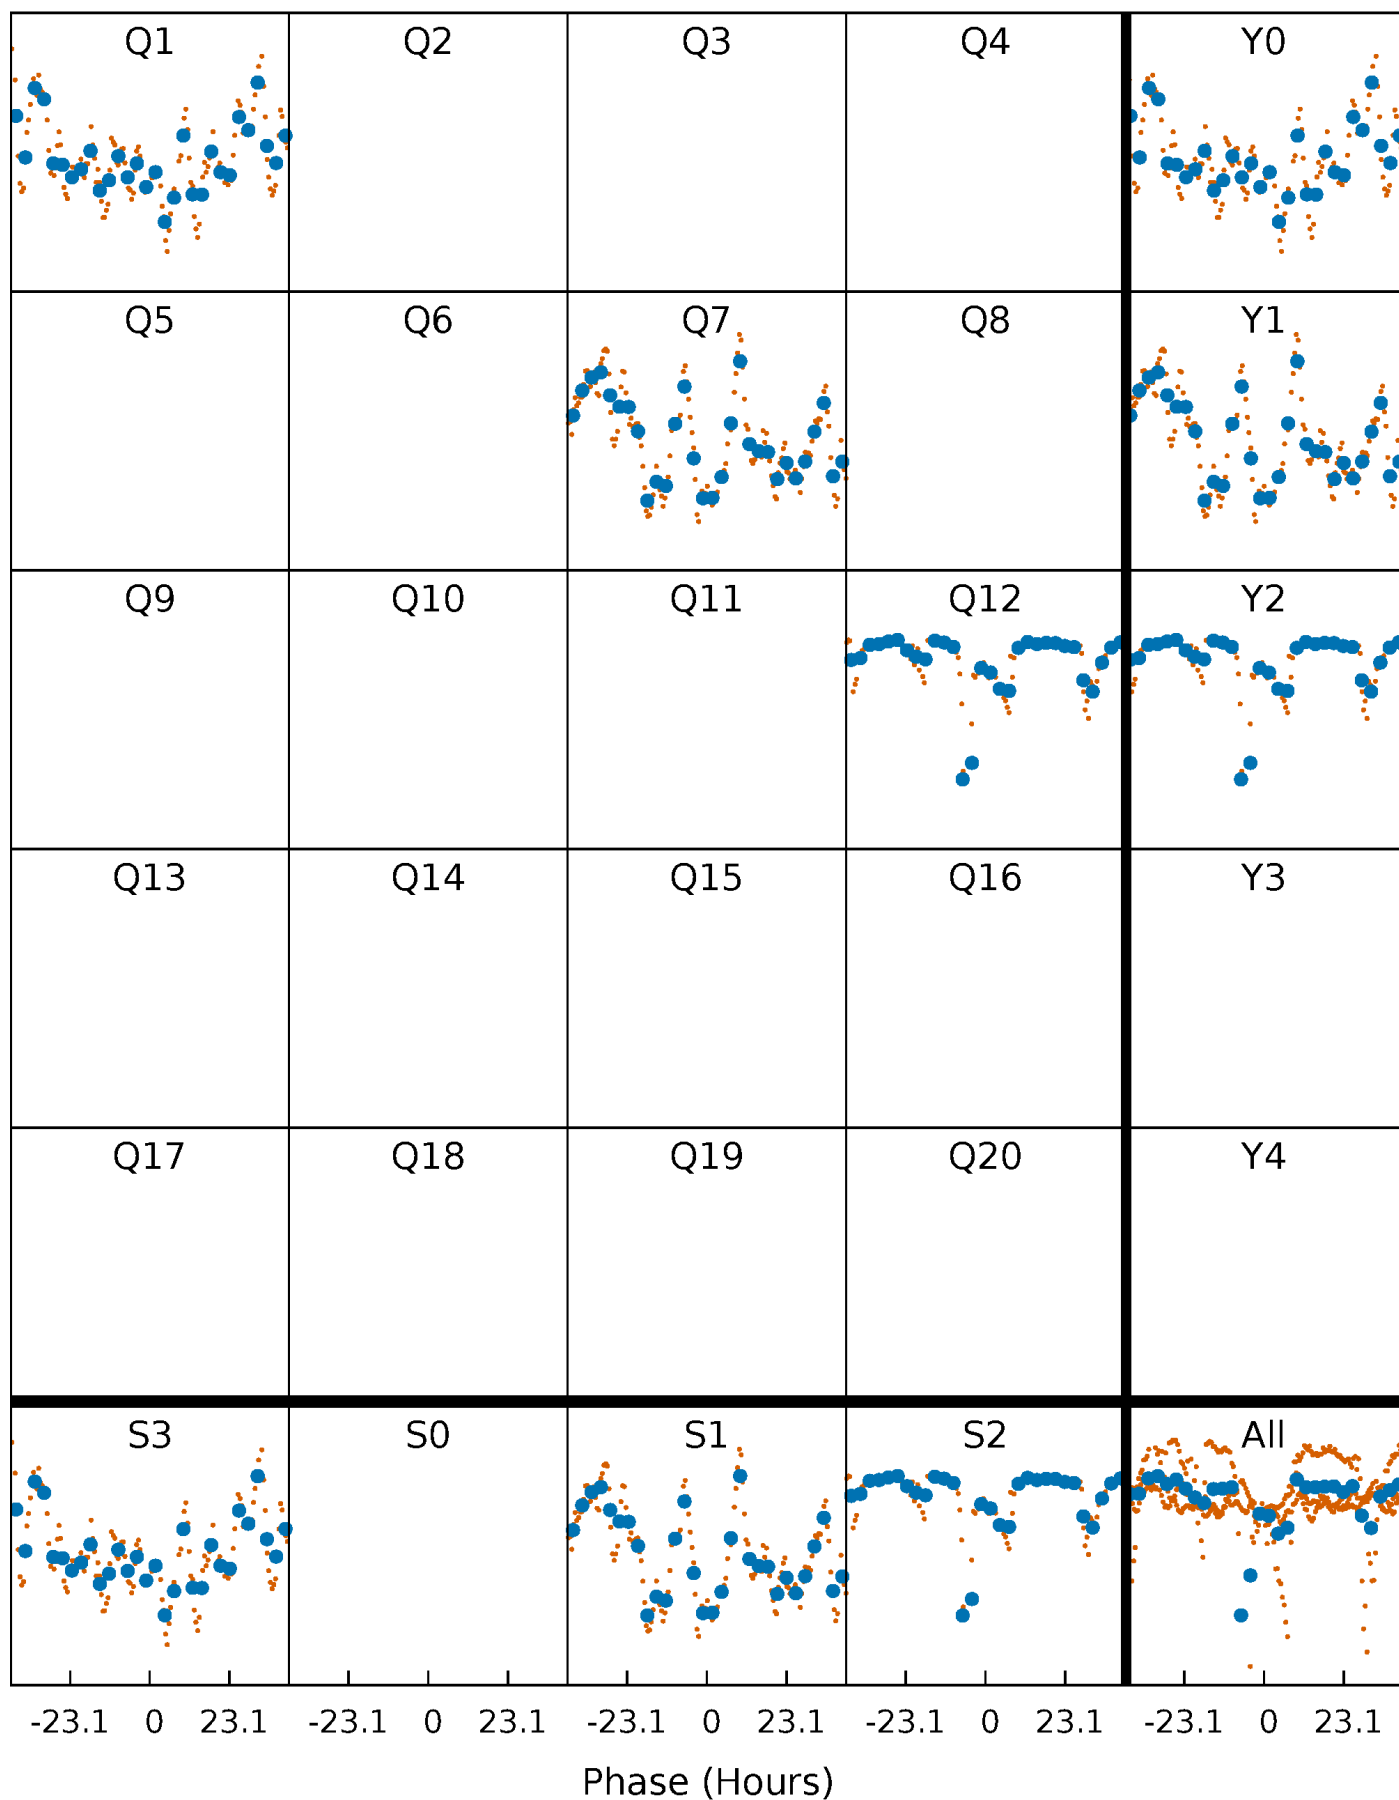 Q1 Q2 Q3 Q4 Y0
Q5 Q6 Q7 Q8 Y1
Q9 Q10 Q11 Q12 Y2
Q13 Q14 Q15 Q16 Y3
Q17 Q18 Q19 Q20 Y4
S3 S0 S1 S2 All
-23.1 0 23.1 -23.1 0 23.1 -23.1 0 23.1 -23.1 0 23.1 -23.1 0 23.1
Phase (Hours)